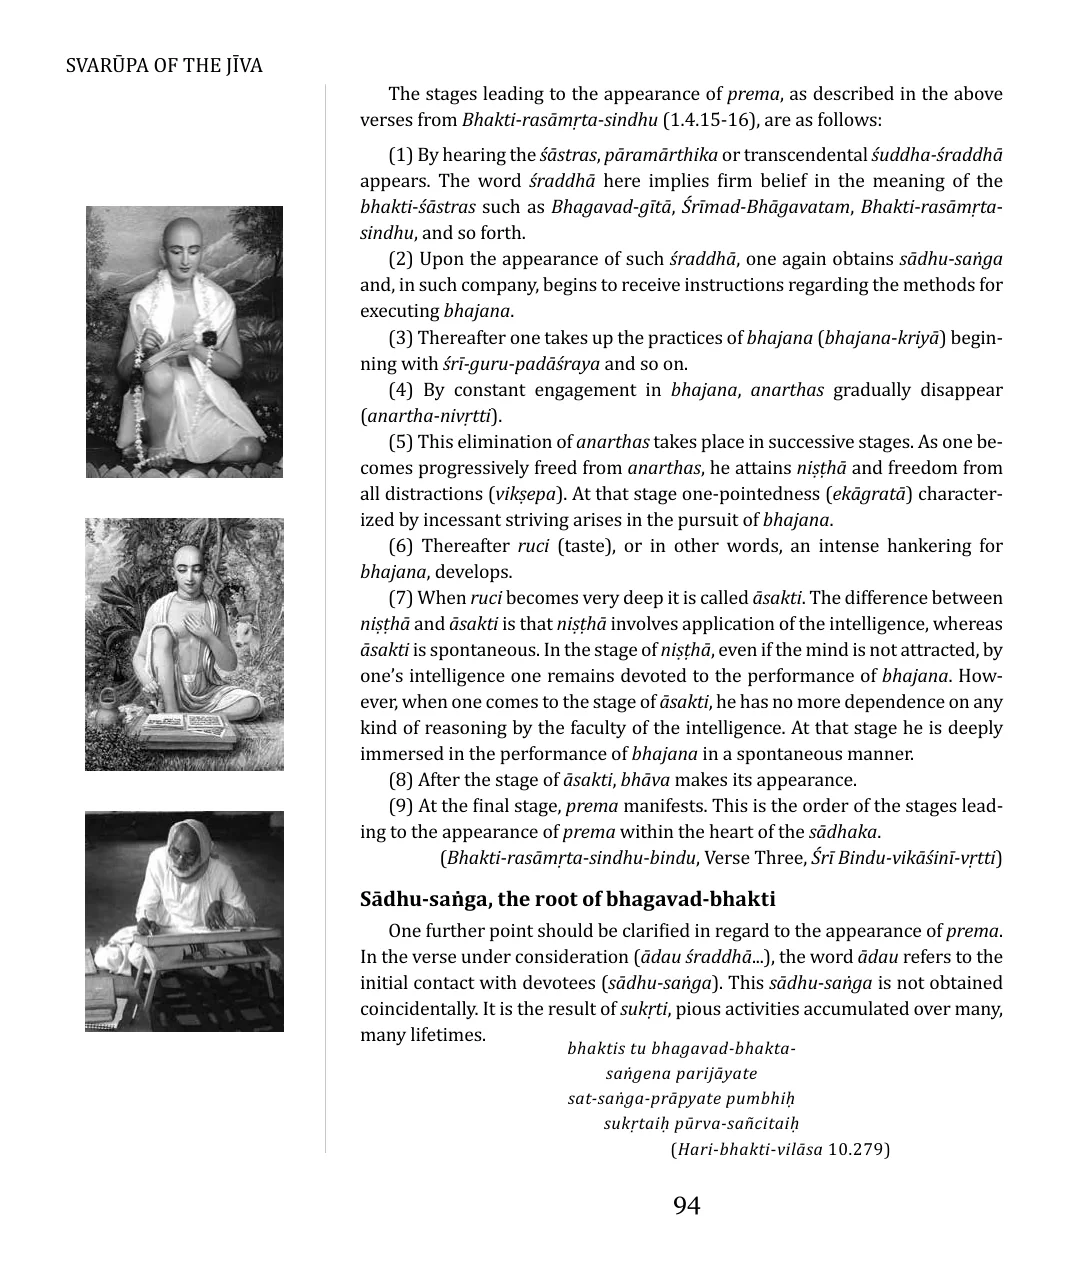 SVARŪPA OF THE JĪVA
The stages leading to the appearance of prema, as described in the above
verses from Bhakti-rasāmṛta-sindhu (1.4.15-16), are as follows:
(1) By hearing the śāstras, pāramārthika or transcendental śuddha-śraddhā
appears. The word śraddhā here implies firm belief in the meaning of the
bhakti-śāstras such as Bhagavad-gītā, Śrīmad-Bhāgavatam, Bhakti-rasāmṛta-
sindhu, and so forth.
(2) Upon the appearance of such śraddhā, one again obtains sādhu-saṅga
and, in such company, begins to receive instructions regarding the methods for
executing bhajana.
(3) Thereafter one takes up the practices of bhajana (bhajana-kriyā) begin-
ning with śrī-guru-padāśraya and so on.
(4) By constant engagement in bhajana, anarthas gradually disappear
(anartha-nivṛtti).
(5) This elimination of anarthas takes place in successive stages. As one be-
comes progressively freed from anarthas, he attains niṣṭhā and freedom from
all distractions (vikṣepa). At that stage one-pointedness (ekāgratā) character-
ized by incessant striving arises in the pursuit of bhajana.
(6) Thereafter ruci (taste), or in other words, an intense hankering for
bhajana, develops.
(7) When ruci becomes very deep it is called āsakti. The difference between
niṣṭhā and āsakti is that niṣṭhā involves application of the intelligence, whereas
āsakti is spontaneous. In the stage of niṣṭhā, even if the mind is not attracted, by
one's intelligence one remains devoted to the performance of bhajana. How-
ever, when one comes to the stage of āsakti, he has no more dependence on any
kind of reasoning by the faculty of the intelligence. At that stage he is deeply
immersed in the performance of bhajana in a spontaneous manner.
(8) After the stage of āsakti, bhāva makes its appearance.
(9) At the final stage, prema manifests. This is the order of the stages lead-
ing to the appearance of prema within the heart of the sādhaka.
(Bhakti-rasāmṛta-sindhu-bindu, Verse Three, Śrī Bindu-vikāśinī-vṛtti)
Sādhu-saṅga, the root of bhagavad-bhakti
One further point should be clarified in regard to the appearance of prema.
In the verse under consideration (ādau śraddhā...), the word ādau refers to the
initial contact with devotees (sādhu-saṅga). This sādhu-saṅga is not obtained
coincidentally. It is the result of sukṛti, pious activities accumulated over many,
many lifetimes.
bhaktis tu bhagavad-bhakta-
saṅgena parijāyate
sat-saṅga-prāpyate pumbhiḥ
sukṛtaiḥ pūrva-sañcitaiḥ
(Hari-bhakti-vilāsa 10.279)
94